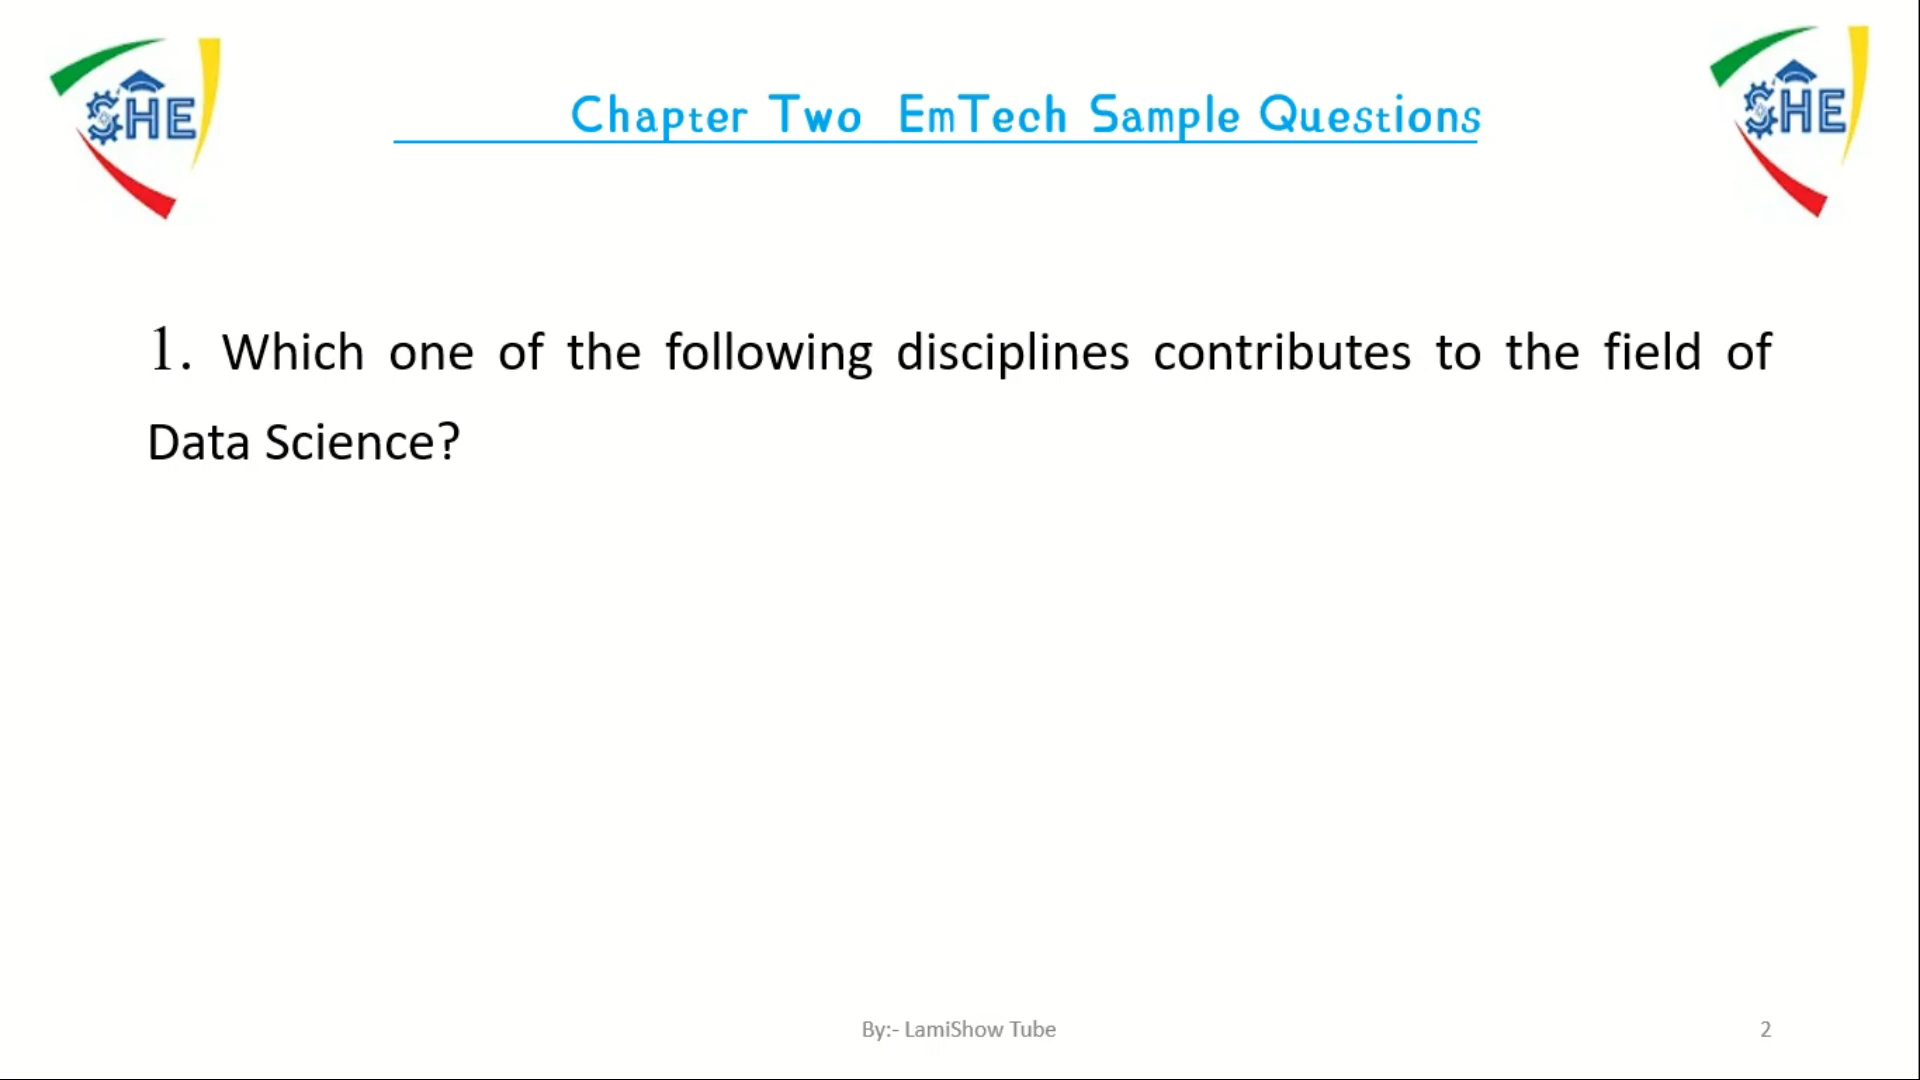 SHE
SHE
Chapter Two EmTech Sample Questions
1. Which one of the following disciplines contributes to the field of
Data Science?
By:- LamiShow Tube
2